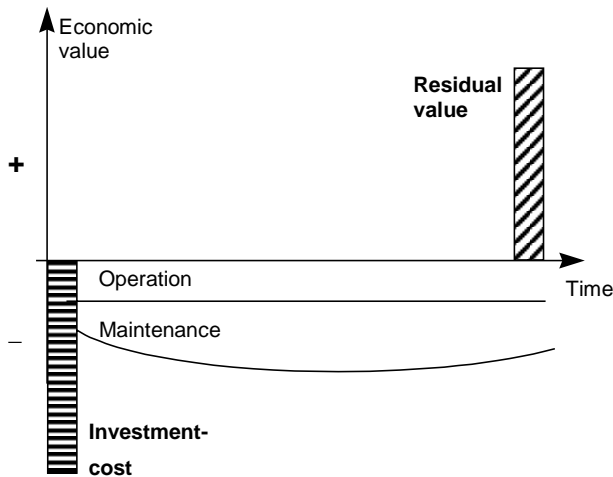 Economic
value
Residual
value
+
Operation
Time
Maintenance
–
Investment-
cost